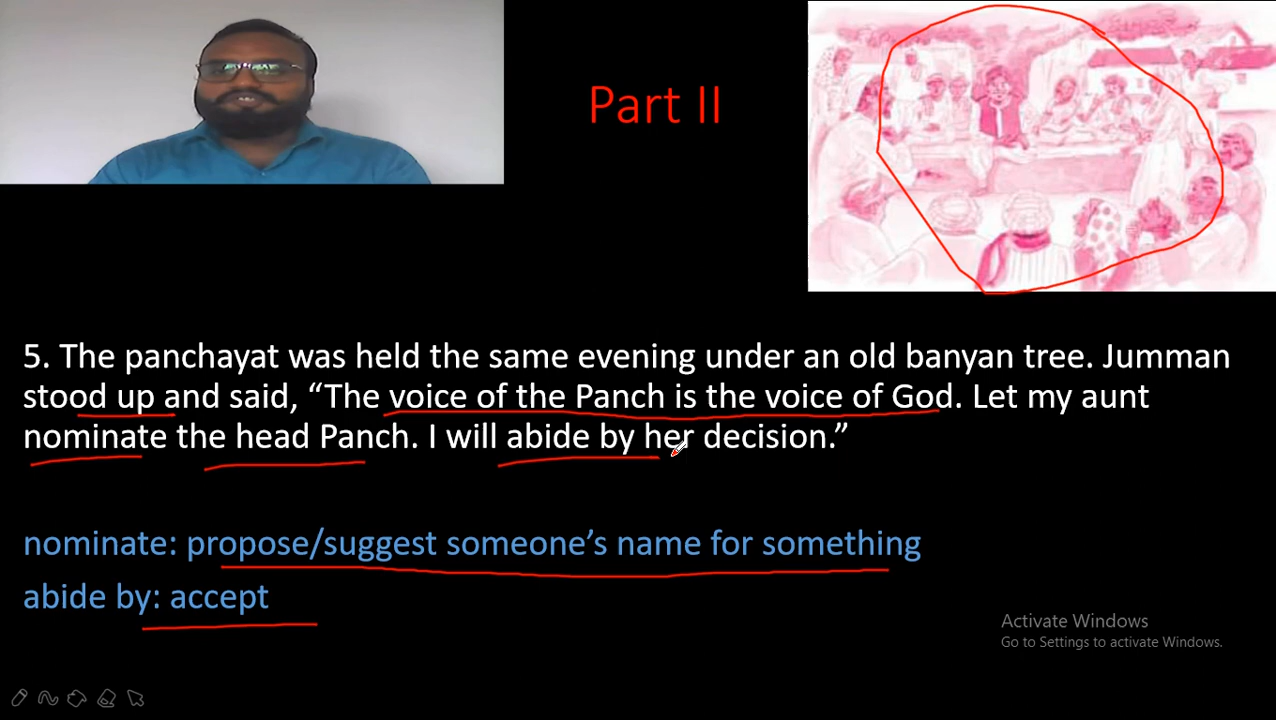 Part II
5. The panchayat was held the same evening under an old banyan tree. Jumman
stood up and said, “The voice of the Panch is the voice of God. Let my aunt
nominate the head Panch. I will abide by her decision.”
nominate: propose/suggest someone’s name for something
abide by: accept
Activate Windows
Go to Settings to activate Windows.